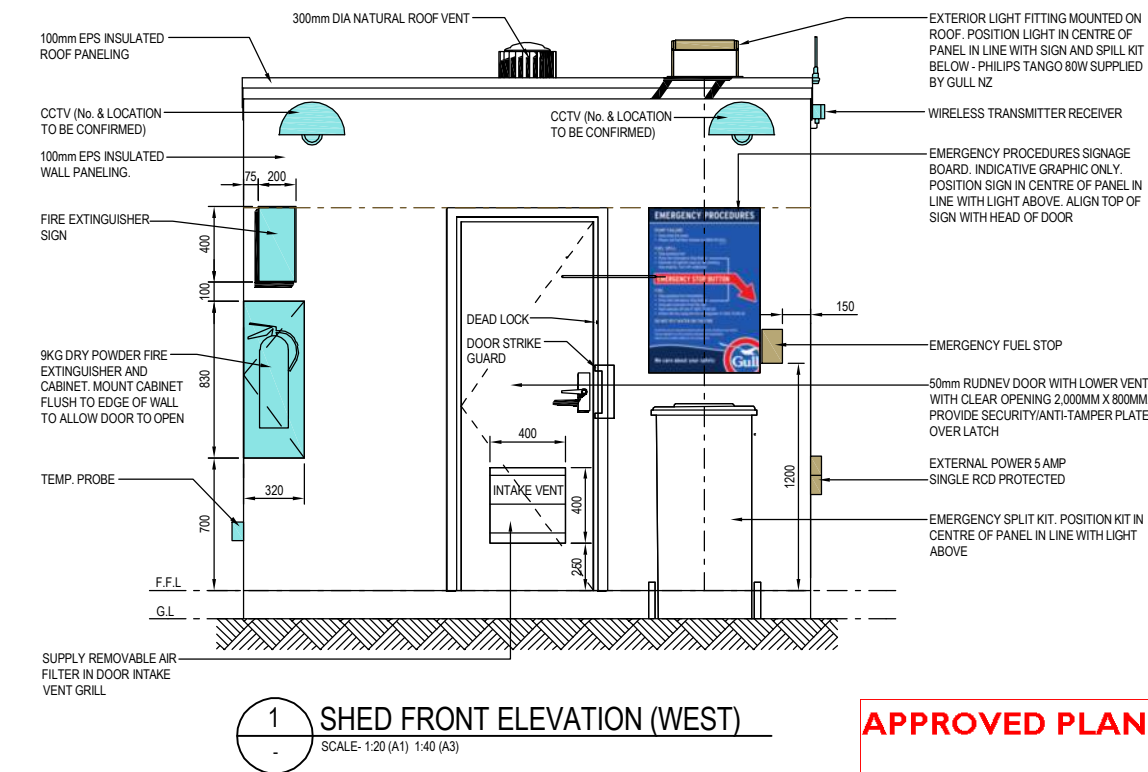 300mm DIA NATURAL ROOF VENT
100mm EPS INSULATED
ROOF PANELING
CCTV (No. & LOCATION
TO BE CONFIRMED)
100mm EPS INSULATED
WALL PANELING.
75
200
FIRE EXTINGUISHER
SIGN
400
100
9KG DRY POWDER FIRE
EXTINGUISHER AND
CABINET. MOUNT CABINET
FLUSH TO EDGE OF WALL
TO ALLOW DOOR TO OPEN
830
TEMP. PROBE
320
700
F.F.L
G.L
SUPPLY REMOVABLE AIR
FILTER IN DOOR INTAKE
VENT GRILL
CCTV (No. & LOCATION
TO BE CONFIRMED)
DEAD LOCK
DOOR STRIKE
GUARD
400
INTAKE VENT
400
250
EMERGENCY PROCEDURES
EMERGENCY STOP BUTTON
We care about your safety
Gull
EXTERIOR LIGHT FITTING MOUNTED ON
ROOF. POSITION LIGHT IN CENTRE OF
PANEL IN LINE WITH SIGN AND SPILL KIT
BELOW - PHILIPS TANGO 80W SUPPLIED
BY GULL NZ
WIRELESS TRANSMITTER RECEIVER
EMERGENCY PROCEDURES SIGNAGE
BOARD. INDICATIVE GRAPHIC ONLY.
POSITION SIGN IN CENTRE OF PANEL IN
LINE WITH LIGHT ABOVE. ALIGN TOP OF
SIGN WITH HEAD OF DOOR
150
EMERGENCY FUEL STOP
50mm RUDNEV DOOR WITH LOWER VENT
WITH CLEAR OPENING 2,000MM X 800MM
PROVIDE SECURITY/ANTI-TAMPER PLATE
OVER LATCH
1200
EXTERNAL POWER 5 AMP
SINGLE RCD PROTECTED
EMERGENCY SPLIT KIT. POSITION KIT IN
CENTRE OF PANEL IN LINE WITH LIGHT
ABOVE
1
-
SHED FRONT ELEVATION (WEST)
SCALE- 1:20 (A1) 1:40 (A3)
APPROVED PLAN